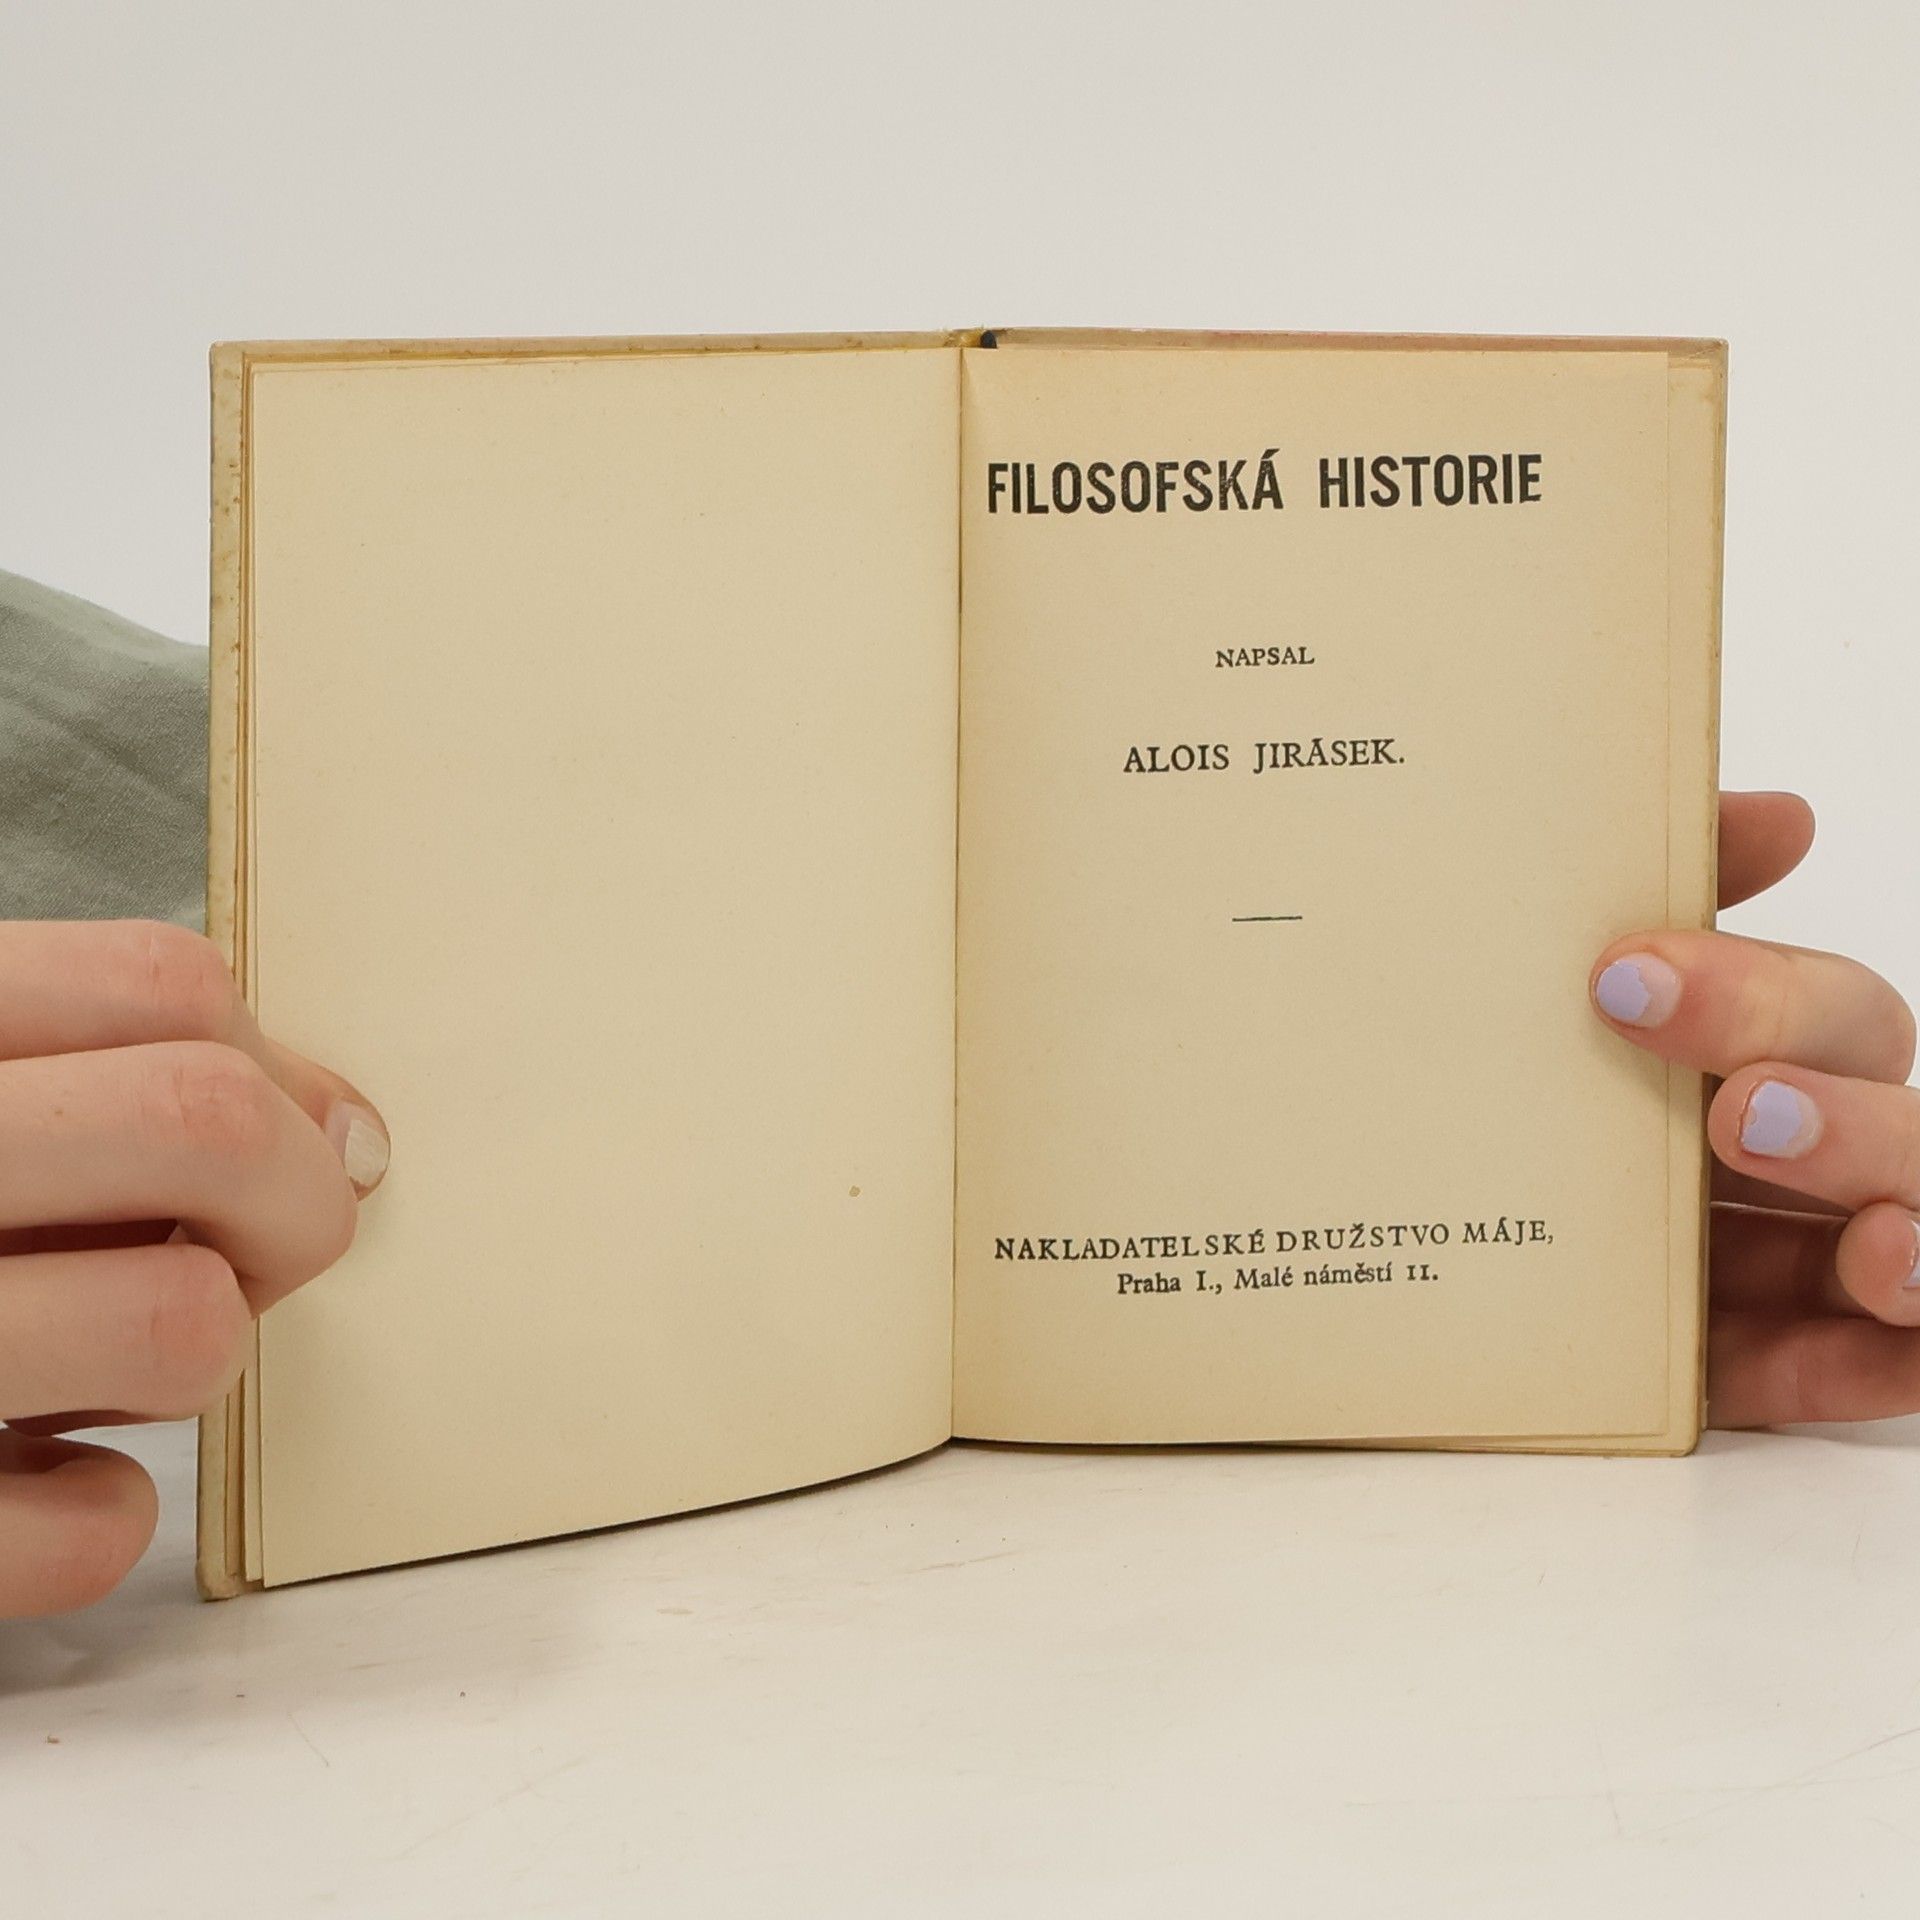 FILOSOFSKÁ HISTORIE
NAPSAL
ALOIS JIRÁSEK.
NAKLADATELSKÉ DRUŽSTVO MÁJE,
Praha I., Malé náměstí 11.